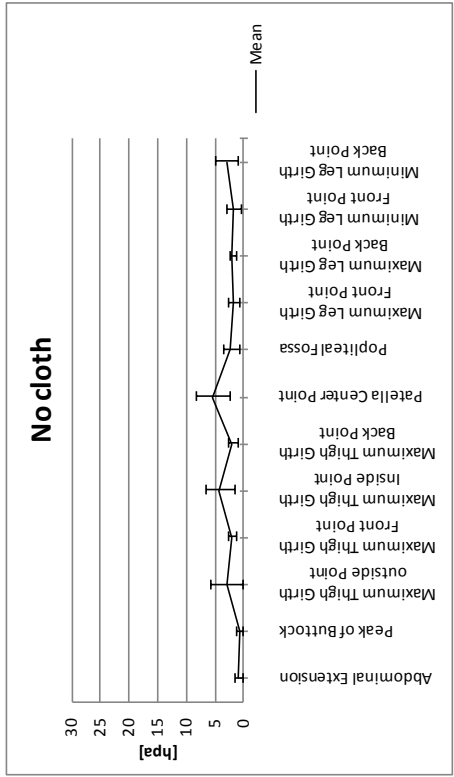 No cloth
30
25
20
15
10
5
0
[hpa]
Abdominal Extension
Peak of Buttock
Maximum Thigh Girth
outside Point
Maximum Thigh Girth
Front Point
Maximum Thigh Girth
Inside Point
Maximum Thigh Girth
Back Point
Patella Center Point
Popliteal Fossa
Maximum Leg Girth
Front Point
Maximum Leg Girth
Back Point
Minimum Leg Girth
Front Point
Minimum Leg Girth
Back Point
Mean